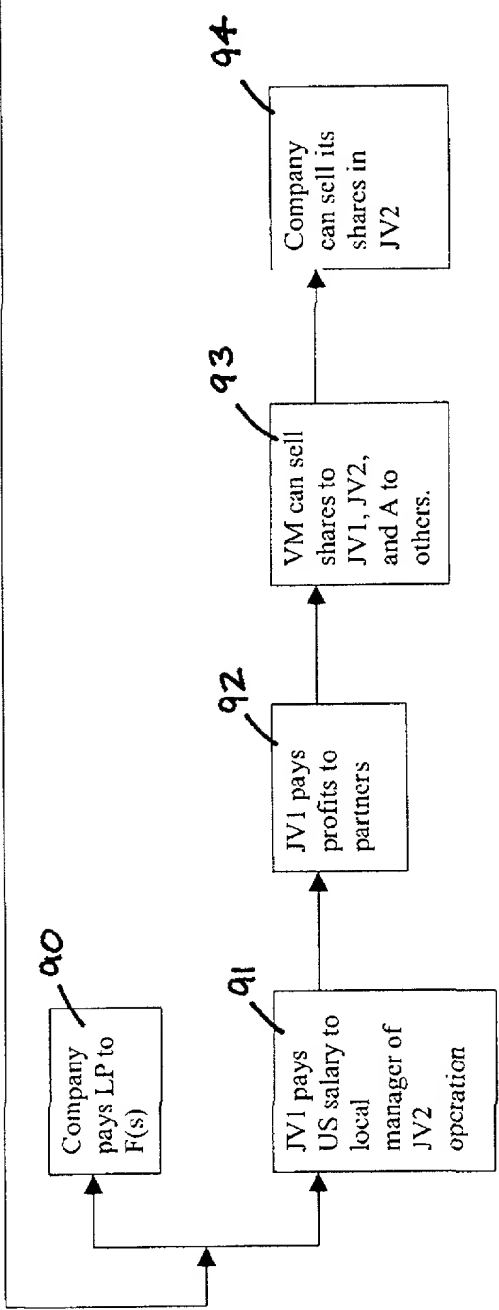 90
Company
pays LP to
F(s)
91
JV1 pays
US salary to
local
manager of
JV2
operation
92
JV1 pays
profits to
partners
93
VM can sell
shares to
JV1, JV2,
and A to
others.
94
Company
can sell its
shares in
JV2